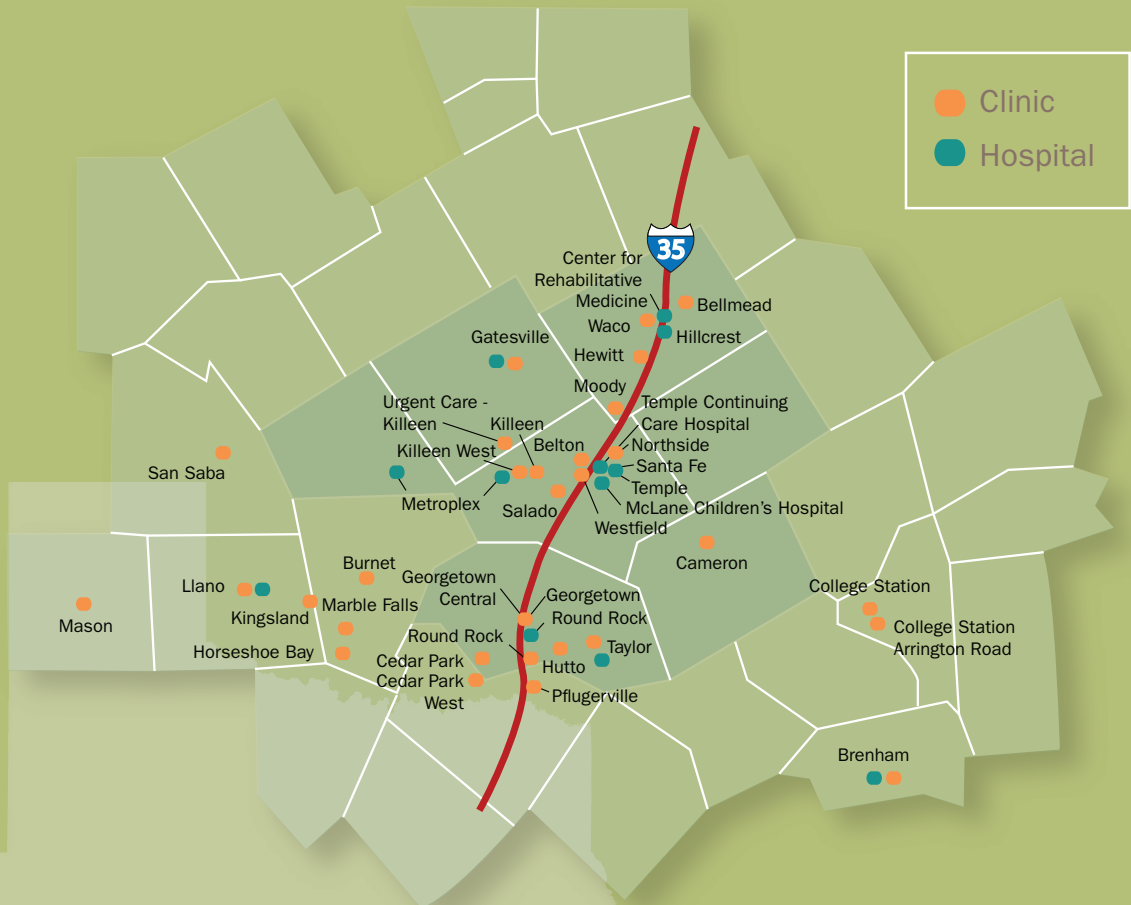 Clinic
Hospital
35
Center for
Rehabilitative
Medicine
Bellmead
Waco
Hillcrest
Gatesville
Hewitt
Moody
Urgent Care -
Killeen
Killeen
Temple Continuing
Care Hospital
Killeen West
Belton
Northside
Santa Fe
San Saba
Temple
Metroplex
Salado
McLane Children's Hospital
Westfield
Cameron
Burnet
Georgetown
Central
Llano
Georgetown
College Station
Kingsland
Marble Falls
Mason
Round Rock
College Station
Arrington Road
Round Rock
Horseshoe Bay
Taylor
Cedar Park
Hutto
Cedar Park
West
Pflugerville
Brenham